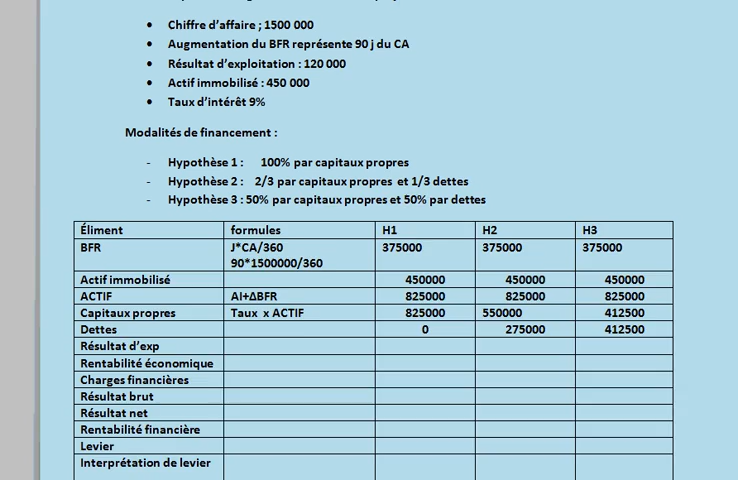 • Chiffre d’affaire ; 1500 000
• Augmentation du BFR représente 90 j du CA
• Résultat d’exploitation : 120 000
• Actif immobilisé : 450 000
• Taux d’intérêt 9%
Modalités de financement :
- Hypothèse 1 : 100% par capitaux propres
- Hypothèse 2 : 2/3 par capitaux propres et 1/3 dettes
- Hypothèse 3 : 50% par capitaux propres et 50% par dettes
Éliment formules H1 H2 H3
BFR J*CA/360 375000 375000 375000
90*1500000/360
Actif immobilisé 450000 450000 450000
ACTIF AI+ΔBFR 825000 825000 825000
Capitaux propres Taux x ACTIF 825000 550000 412500
Dettes 0 275000 412500
Résultat d’exp
Rentabilité économique
Charges financières
Résultat brut
Résultat net
Rentabilité financière
Levier
Interprétation de levier